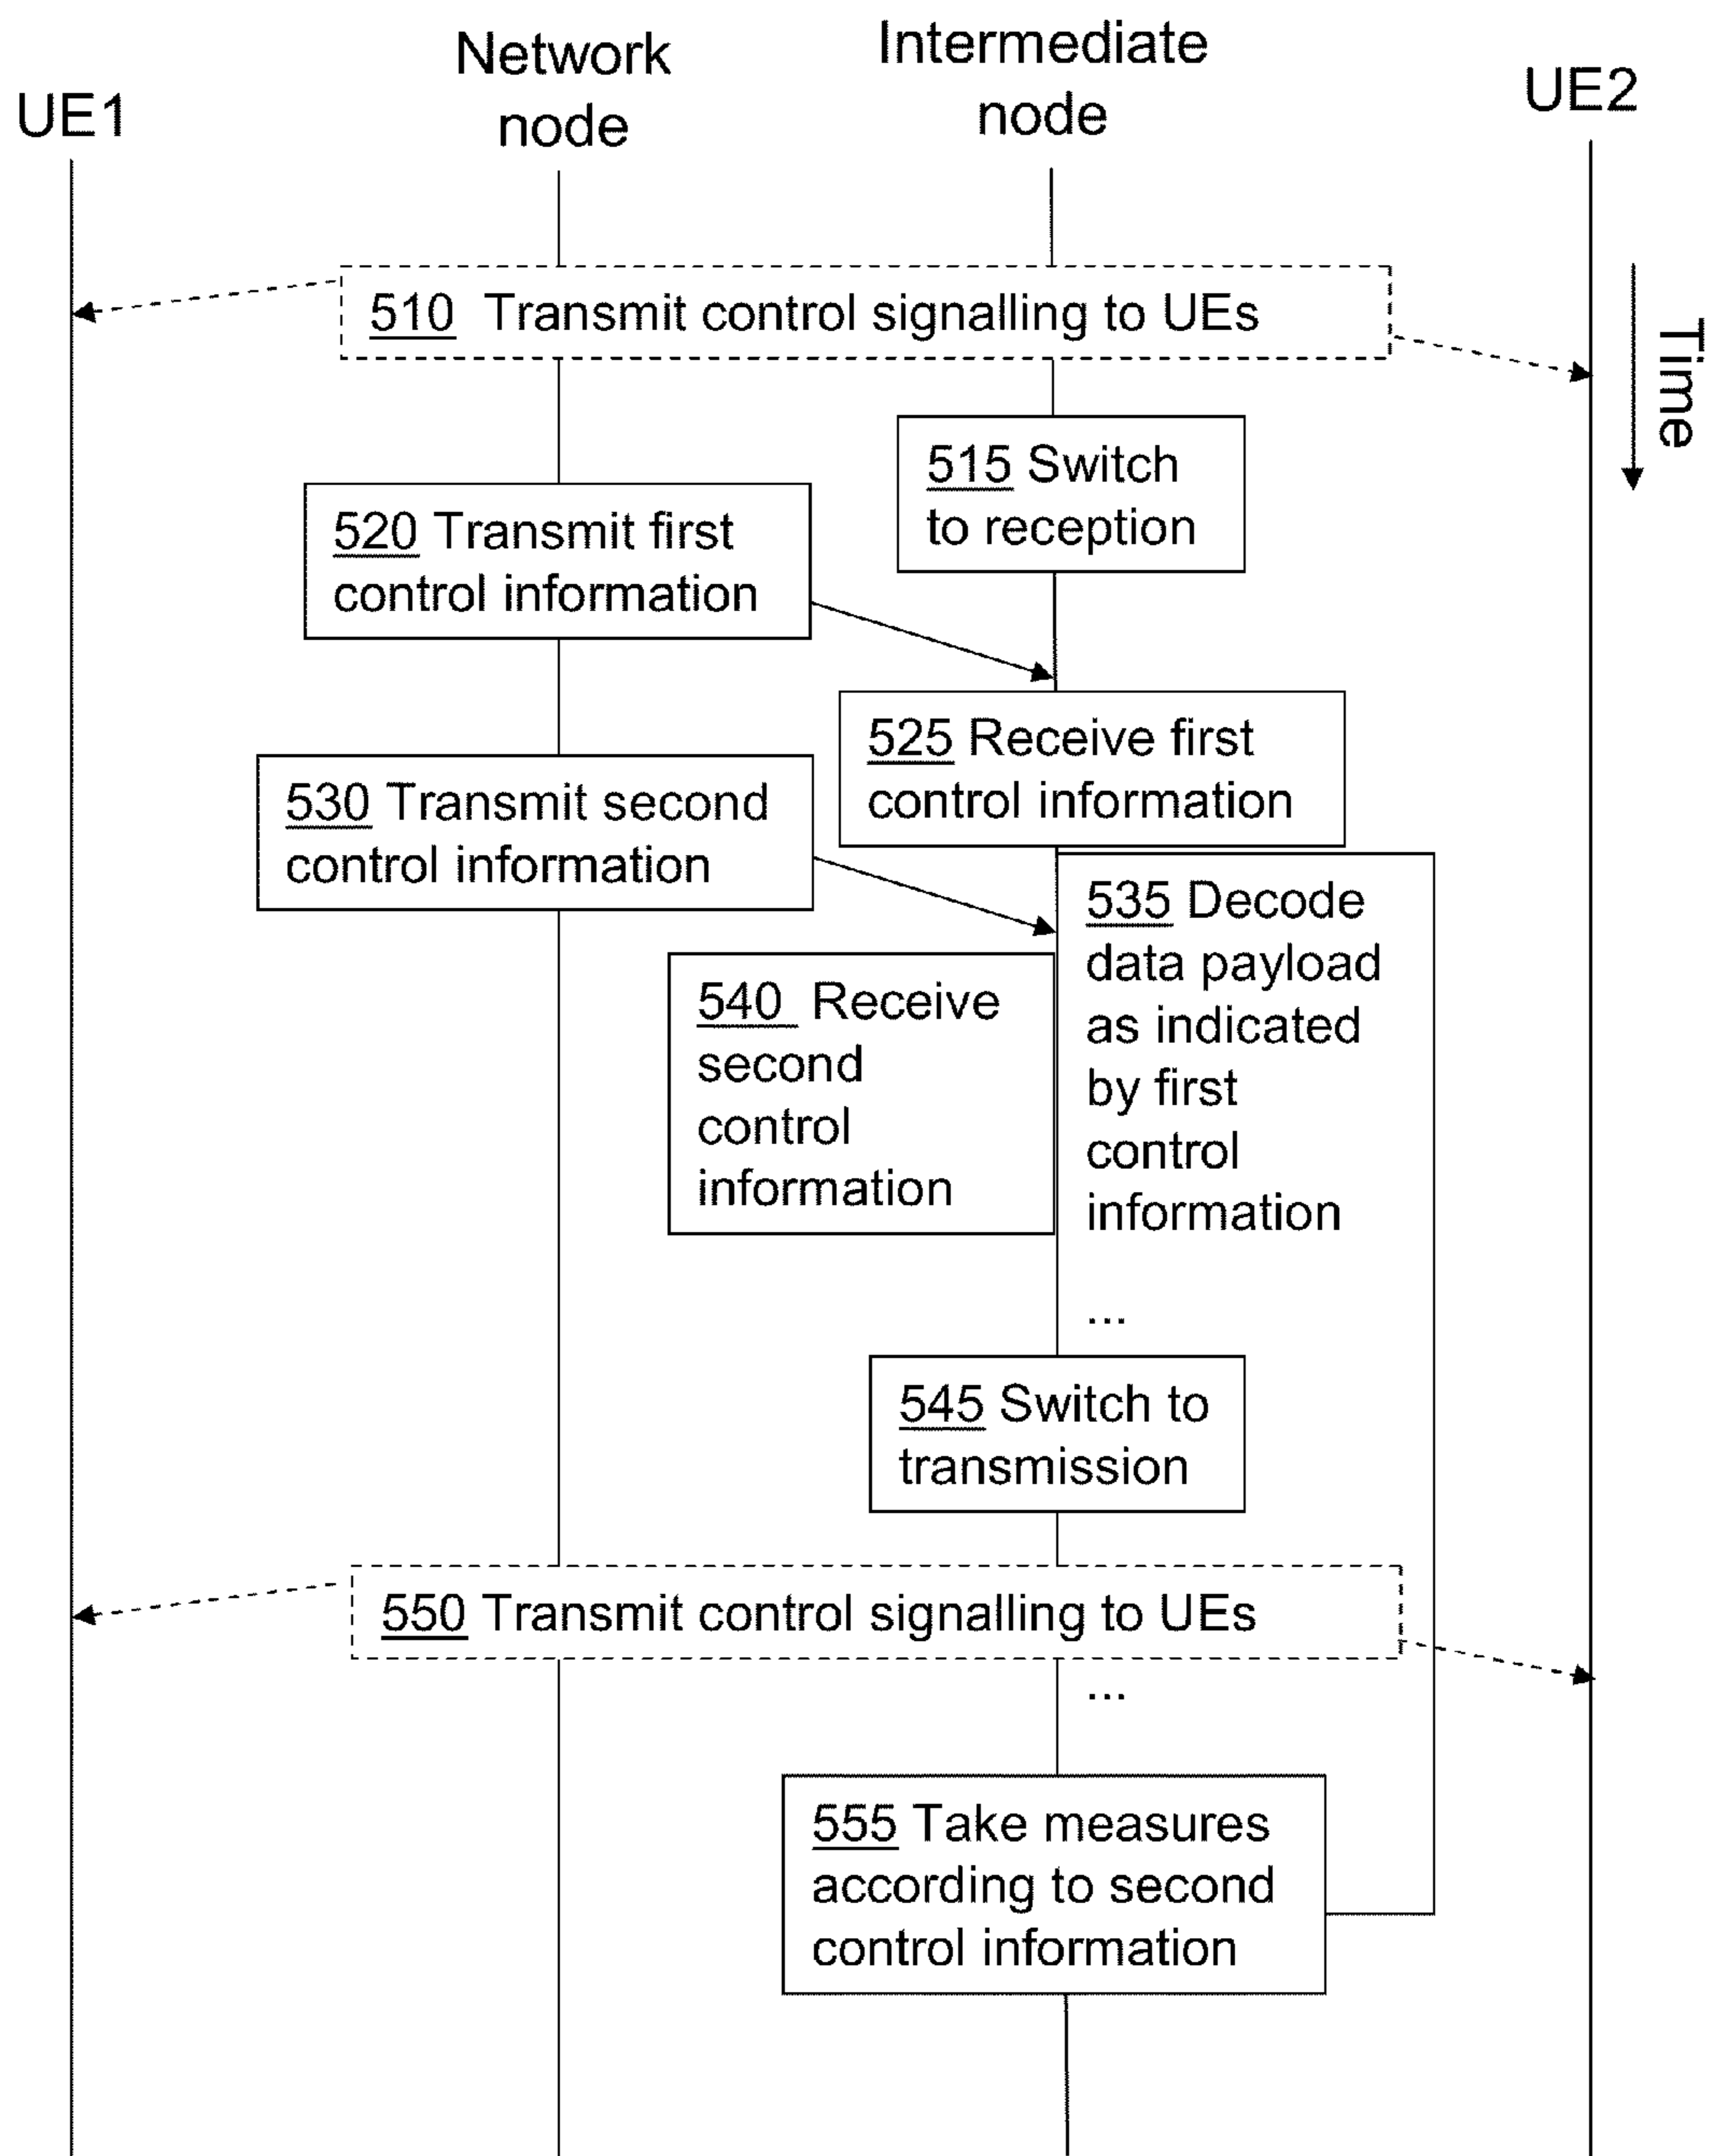 UE1
Network
node
Intermediate
node
UE2
510 Transmit control signalling to UEs
Time
515 Switch
to reception
520 Transmit first
control information
525 Receive first
control information
530 Transmit second
control information
535 Decode
data payload
as indicated
by first
control
information
...
540 Receive
second
control
information
545 Switch to
transmission
550 Transmit control signalling to UEs
...
555 Take measures
according to second
control information